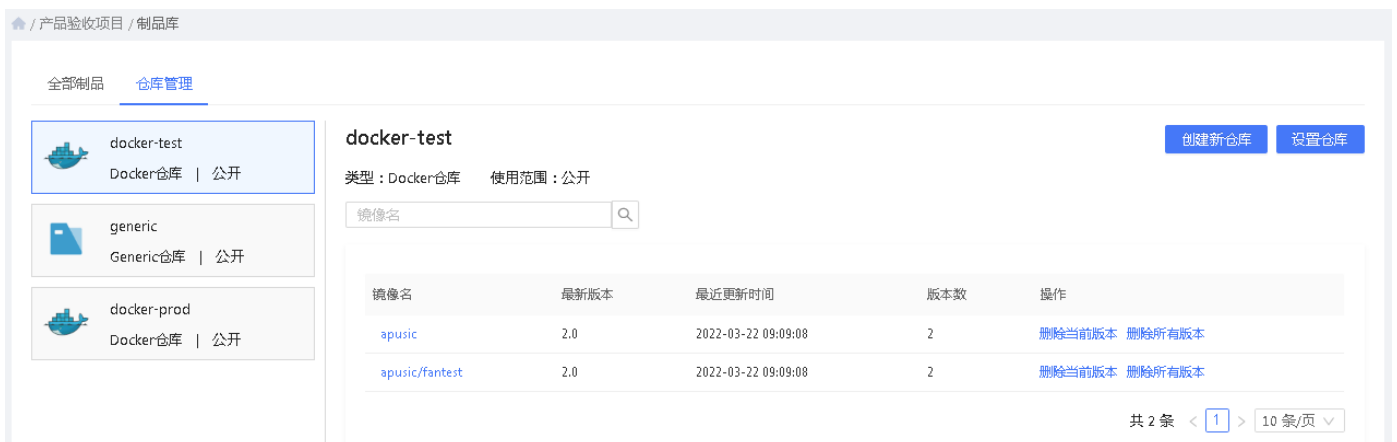 / 产品验收项目 / 制品库
全部制品 仓库管理
docker-test
Docker仓库 | 公开
generic
Generic仓库 | 公开
docker-prod
Docker仓库 | 公开
docker-test
创建新仓库 设置仓库
类型：Docker仓库 使用范围：公开
镜像名
镜像名 最新版本 最近更新时间 版本数 操作
apusic 2.0 2022-03-22 09:09:08 2 删除当前版本 删除所有版本
apusic/fantest 2.0 2022-03-22 09:09:08 2 删除当前版本 删除所有版本
共 2 条 < 1 > 10 条/页